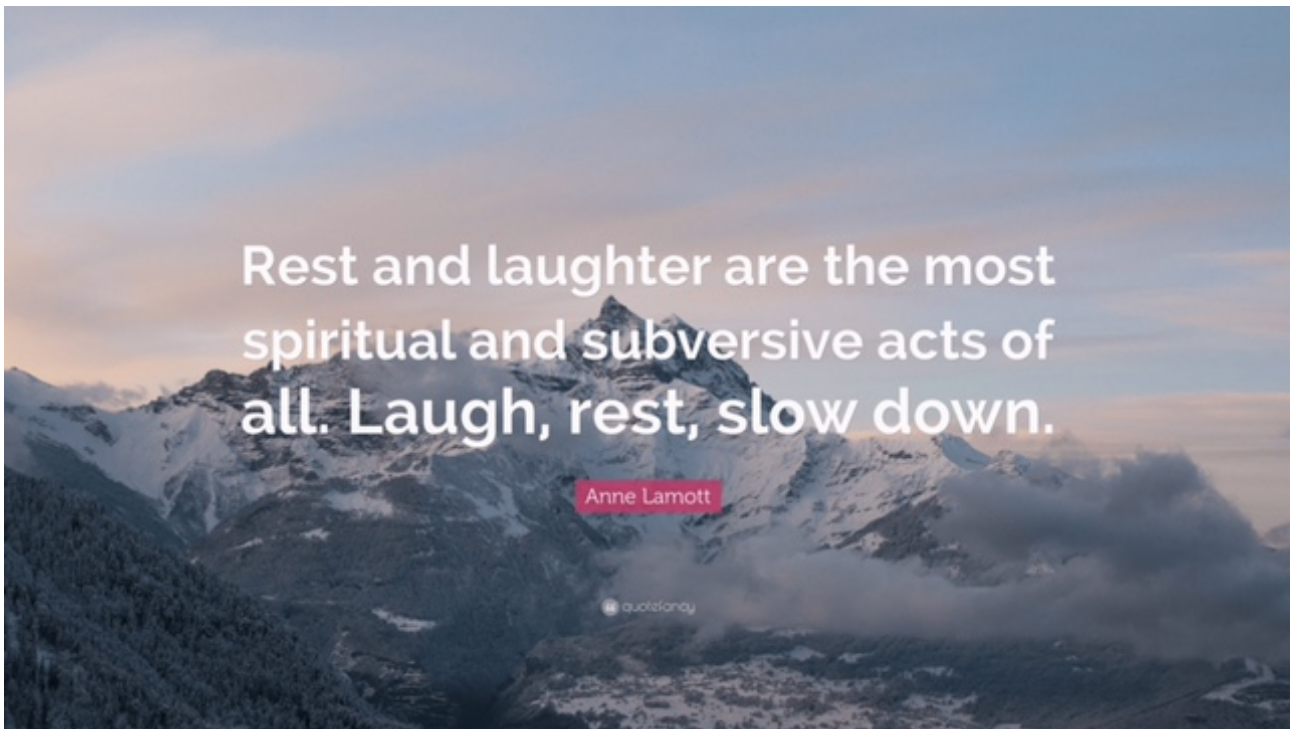 Rest and laughter are the most
spiritual and subversive acts of
all. Laugh, rest, slow down.
Anne Lamott
quotefancy